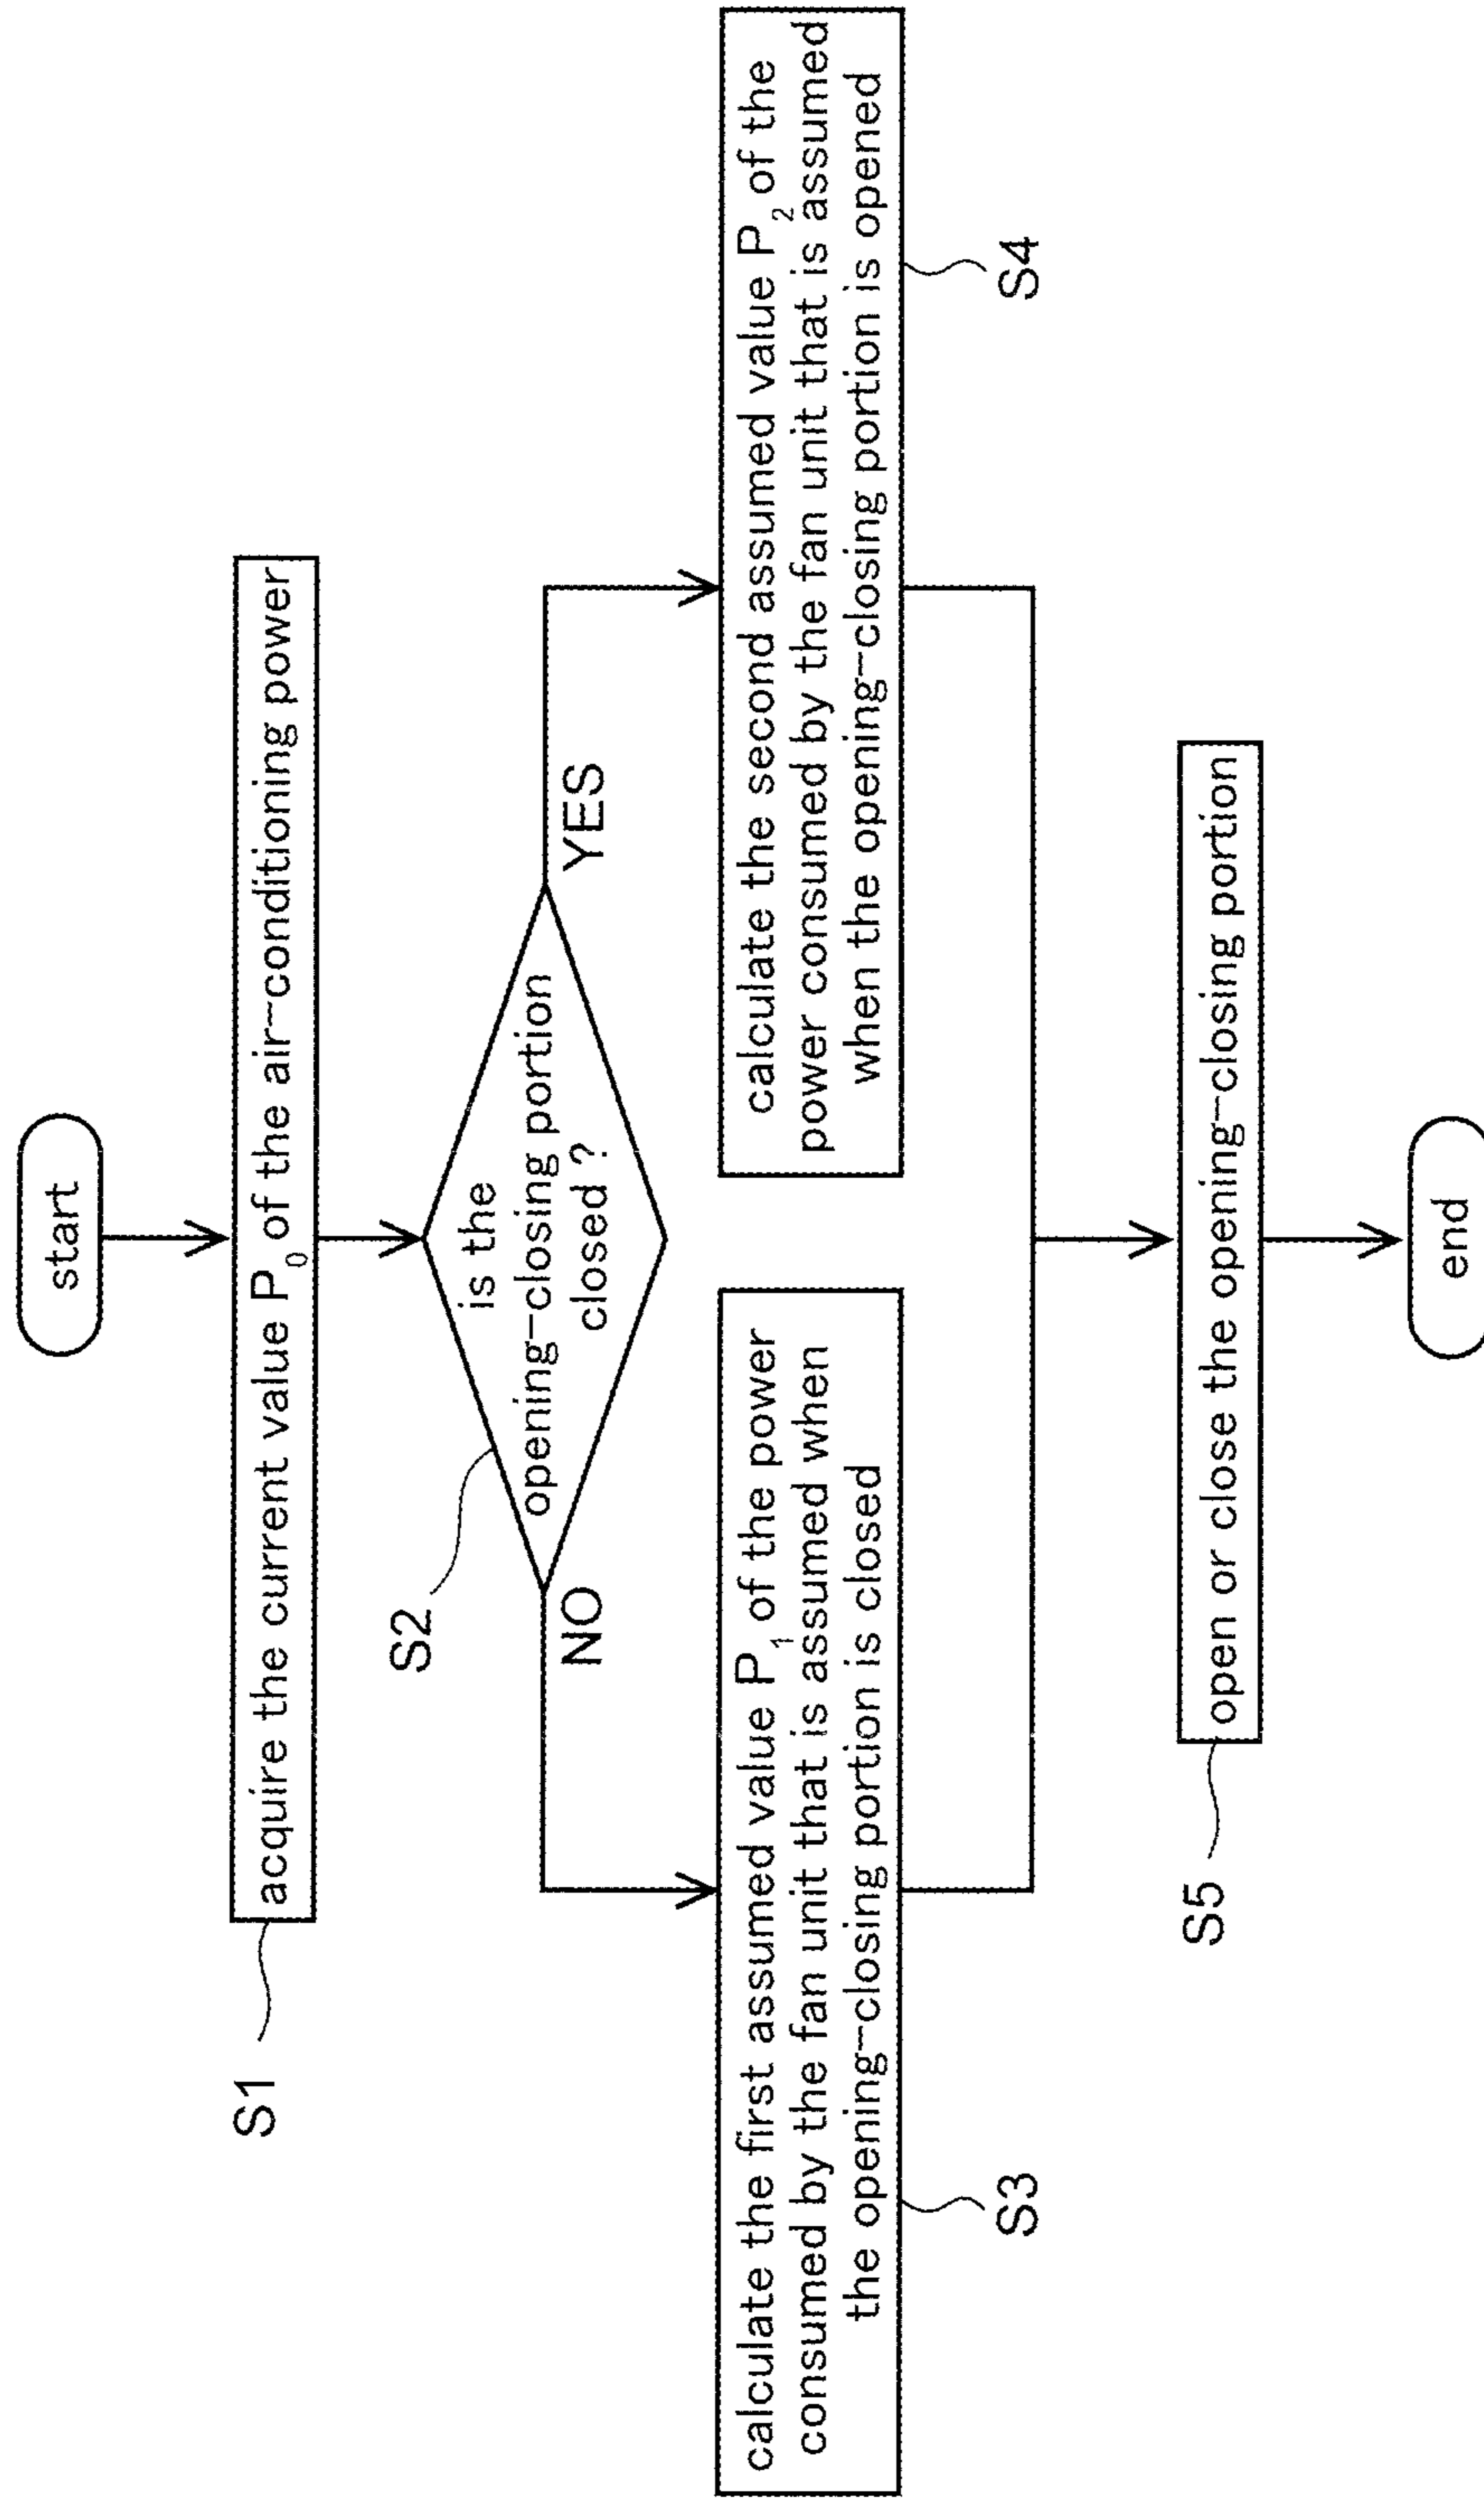 start
acquire the current value P0 of the air-conditioning power
S1
is the
opening-closing portion
closed ?
S2
NO
YES
calculate the first assumed value P1 of the power
consumed by the fan unit that is assumed when
the opening-closing portion is closed
S3
calculate the second assumed value P2 of the
power consumed by the fan unit that is assumed
when the opening-closing portion is opened
S4
open or close the opening-closing portion
S5
end